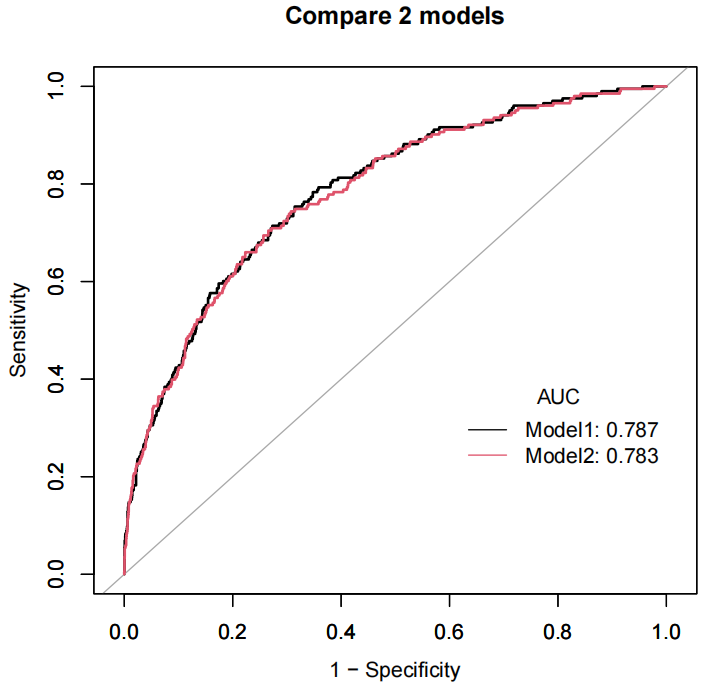 Compare 2 models
Sensitivity
1.0
0.8
0.6
0.4
0.2
0.0
AUC
Model1: 0.787
Model2: 0.783
0.0 0.2 0.4 0.6 0.8 1.0
1 − Specificity